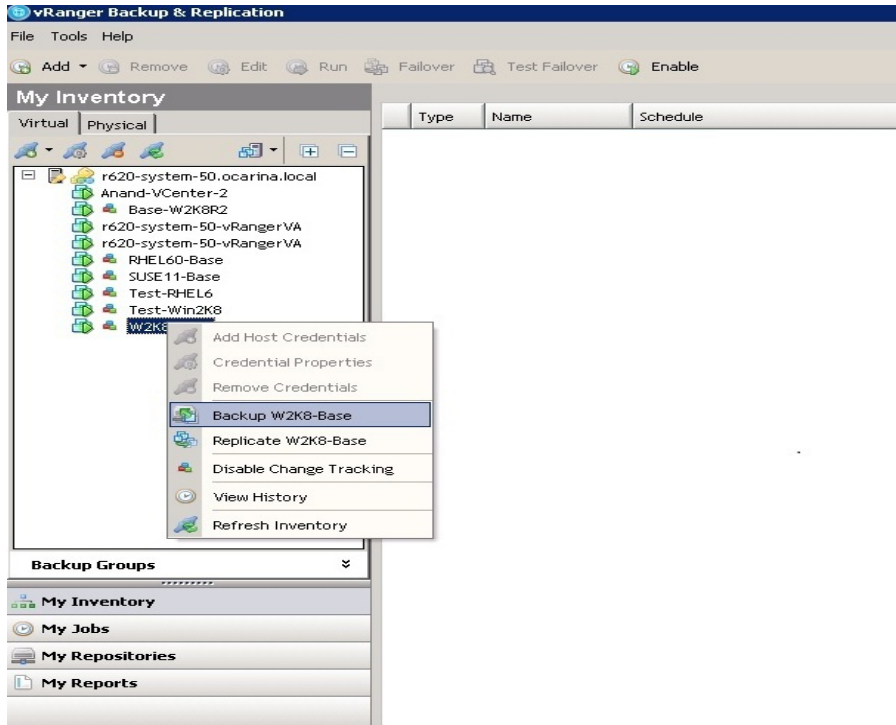 vRanger Backup & Replication
File Tools Help
Add Remove Edit Run Failover Test Failover Enable
My Inventory
Virtual Physical
Type Name Schedule
r620-system-50.ocarina.local
Anand-VCenter-2
Base-W2K8R2
r620-system-50-vRangerVA
r620-system-50-vRangerVA
RHEL60-Base
SUSE11-Base
Test-RHEL6
Test-Win2K8
W2K8
Add Host Credentials
Credential Properties
Remove Credentials
Backup W2K8-Base
Replicate W2K8-Base
Disable Change Tracking
View History
Refresh Inventory
Backup Groups
My Inventory
My Jobs
My Repositories
My Reports